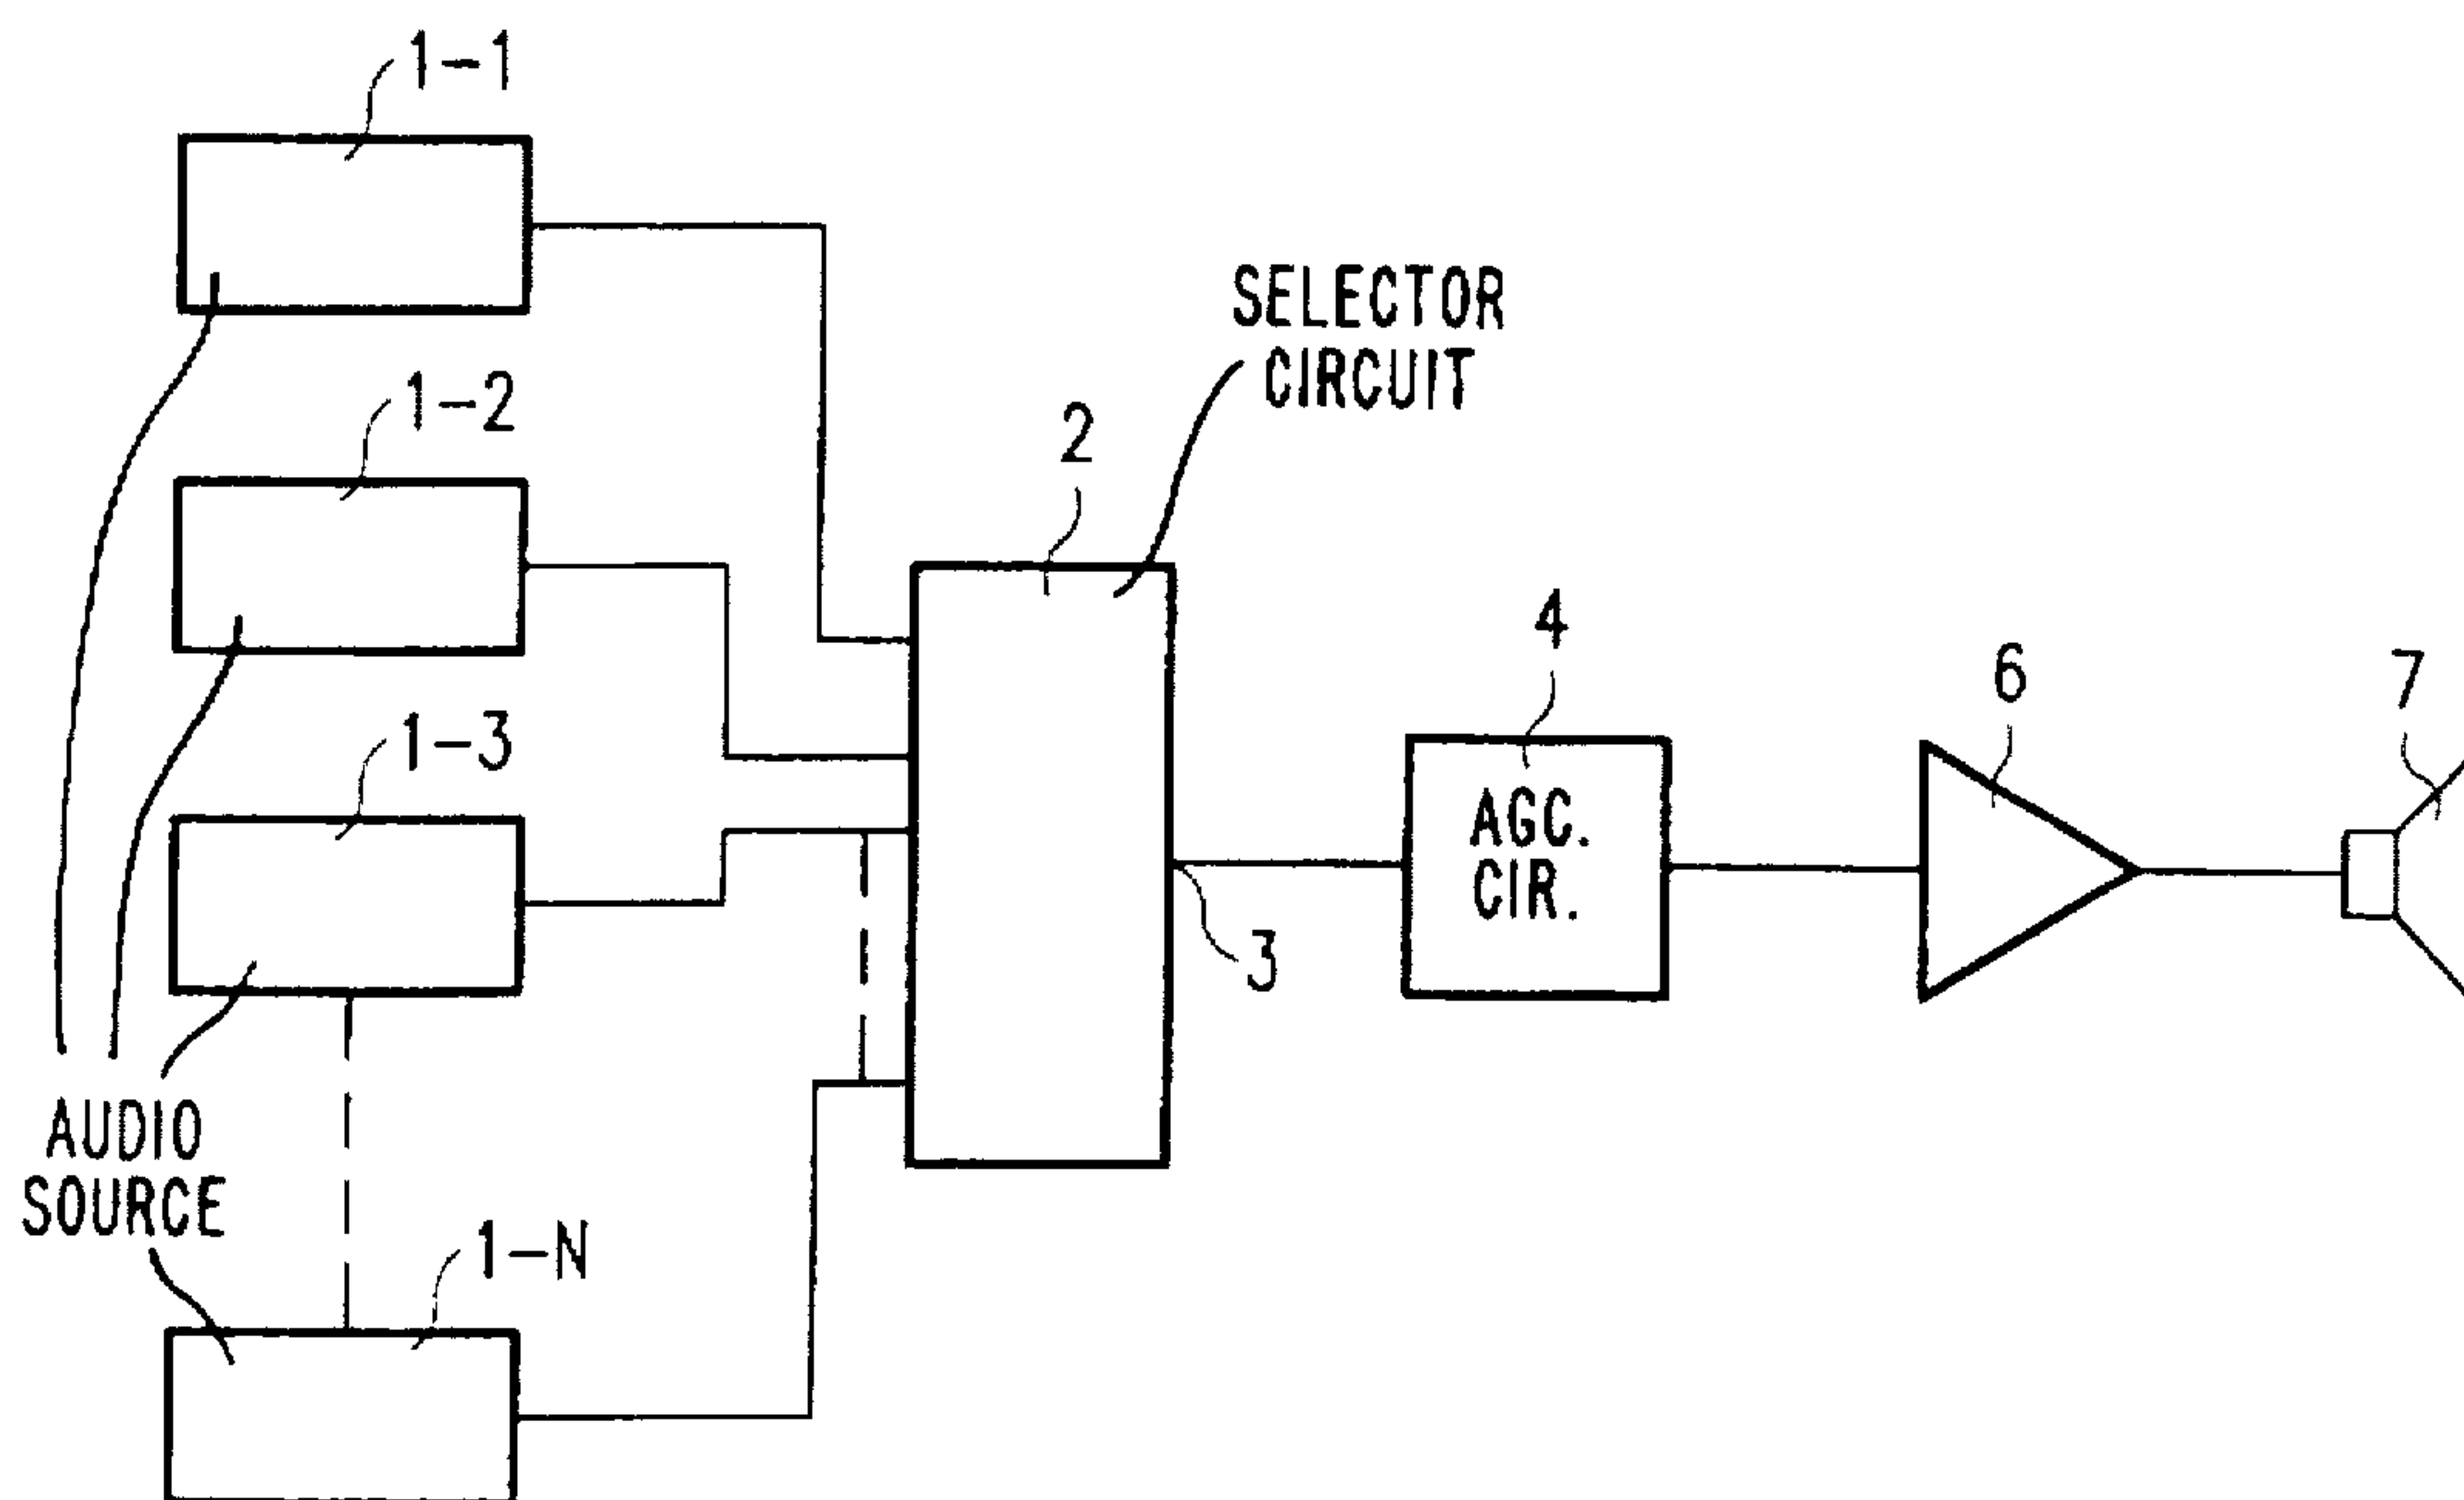 1-1
SELECTOR
CIRCUIT
1-2
2
4
6
7
1-3
AGC.
CIR.
3
AUDIO
SOURCE
1-N